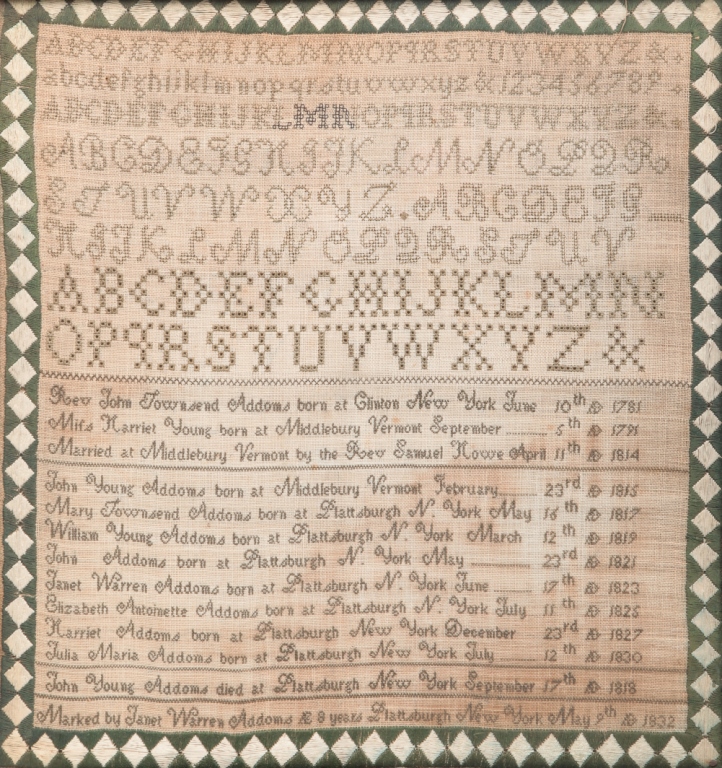 ABCDEFGHIJKLMNOPqRSTUVWXYZ&.
abcdefghijklmnopqrstuvwxyz&123456789.
ABCDEFGHIJKLMNOPqRSTUVWXYZ&.
ABCDEFGHIJKLMNOPQR
STUVWXYZ.ABCDEFG
HIJKLMNOPQRSTUV
ABCDEFGHIJKLMN
OPqRSTUVWXYZ&
Rev John Townsend Addoms born at Clinton New York June 10th AD 1781
Miſs Harriet Young born at Middlebury Vermont September 5th AD 1791
Married at Middlebury Vermont by the Rev Samuel Howe April 11th AD 1814
John Young Addoms born at Middlebury Vermont February 23rd AD 1815
Mary Townsend Addoms born at Plattsburgh N. York May 16th AD 1817
William Young Addoms born at Plattsburgh N. York March 12th AD 1819
John Addoms born at Plattsburgh N. York May 23rd AD 1821
Janet Warren Addoms born at Plattsburgh N. York June 17th AD 1823
Elizabeth Antoinette Addoms born at Plattsburgh N. York July 11th AD 1825
Harriet Addoms born at Plattsburgh New York December 23rd AD 1827
Julia Maria Addoms born at Plattsburgh New York July 12th AD 1830
John Young Addoms died at Plattsburgh New York September 17th AD 1818
Marked by Janet Warren Addoms Æ 8 years Plattsburgh New York May 9th AD 1832